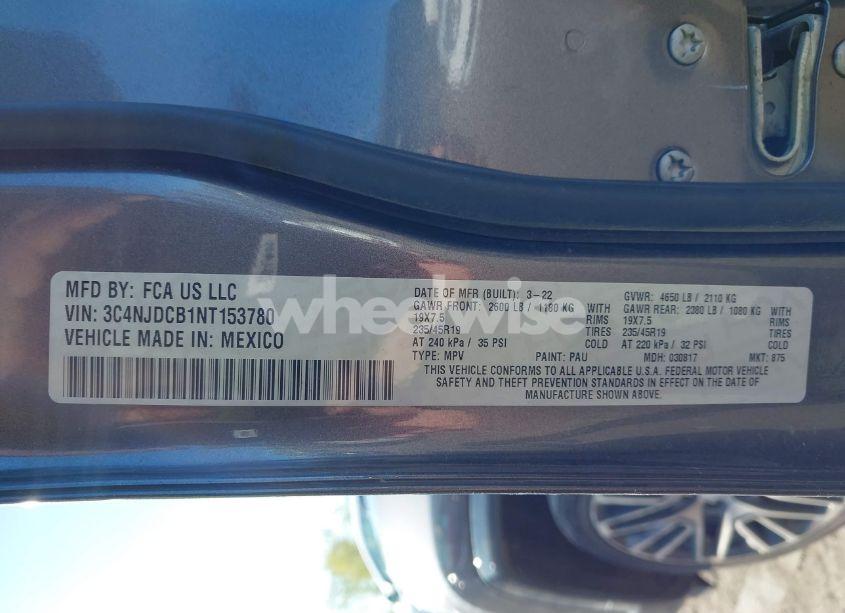 MFD BY: FCA US LLC
VIN: 3C4NJDCB1NT153780
VEHICLE MADE IN: MEXICO
DATE OF MFR (BUILT): 3-22
GAWR FRONT: 2600 LB / 1180 KG
19X7.5 RIMS
235/45R19 TIRES
AT 240 kPa / 35 PSI COLD
TYPE: MPV PAINT: PAU
GVWR: 4650 LB / 2110 KG
GAWR REAR: 2380 LB / 1080 KG
19X7.5 RIMS
235/45R19 TIRES
AT 220 kPa / 32 PSI COLD
MDH: 030817 MKT: 875
THIS VEHICLE CONFORMS TO ALL APPLICABLE U.S.A. FEDERAL MOTOR VEHICLE
SAFETY AND THEFT PREVENTION STANDARDS IN EFFECT ON THE DATE OF
MANUFACTURE SHOWN ABOVE.
wheelwise